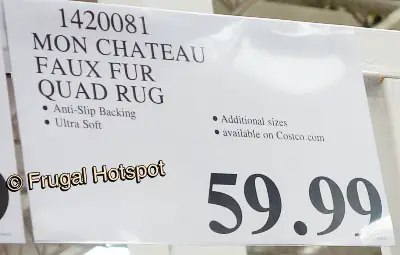 1420081
MON CHATEAU
FAUX FUR
QUAD RUG
• Anti-Slip Backing
• Ultra Soft
• Additional sizes
• available on Costco.com
© Frugal Hotspot
59.99